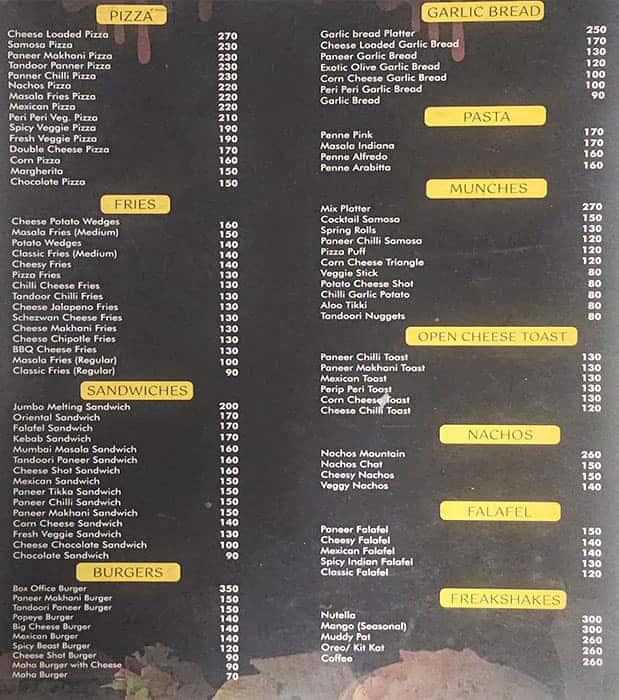 PIZZA
Cheese Loaded Pizza 270
Samosa Pizza 230
Paneer Makhani Pizza 230
Tandoor Panner Pizza 230
Panner Chilli Pizza 230
Nachos Pizza 220
Masala Fries Pizza 220
Mexican Pizza 220
Peri Peri Veg. Pizza 210
Spicy Veggie Pizza 190
Fresh Veggie Pizza 190
Double Cheese Pizza 170
Corn Pizza 160
Margherita 150
Chocolate Pizza 150
FRIES
Cheese Potato Wedges 160
Masala Fries (Medium) 150
Potato Wedges 140
Classic Fries (Medium) 140
Cheesy Fries 140
Pizza Fries 130
Chilli Cheese Fries 130
Tandoor Chilli Fries 130
Cheese Jalapeno Fries 130
Schezwan Cheese Fries 130
Cheese Makhani Fries 130
Cheese Chipotle Fries 130
BBQ Cheese Fries 130
Masala Fries (Regular) 100
Classic Fries (Regular) 90
SANDWICHES
Jumbo Melting Sandwich 200
Oriental Sandwich 170
Falafel Sandwich 170
Kebab Sandwich 170
Mumbai Masala Sandwich 160
Tandoori Paneer Sandwich 160
Cheese Shot Sandwich 160
Mexican Sandwich 150
Paneer Tikka Sandwich 150
Paneer Chilli Sandwich 150
Paneer Makhani Sandwich 150
Corn Cheese Sandwich 140
Fresh Veggie Sandwich 130
Cheese Chocolate Sandwich 100
Chocolate Sandwich 90
BURGERS
Box Office Burger 350
Paneer Makhani Burger 150
Tandoori Paneer Burger 150
Popeye Burger 140
Big Cheese Burger 140
Mexican Burger 140
Spicy Beast Burger 120
Cheese Shot Burger 90
Maha Burger with Cheese 90
Maha Burger 70
GARLIC BREAD
Garlic bread Platter 250
Cheese Loaded Garlic Bread 170
Paneer Garlic Bread 130
Exotic Olive Garlic Bread 120
Corn Cheese Garlic Bread 100
Peri Peri Garlic Bread 100
Garlic Bread 90
PASTA
Penne Pink 170
Masala Indiana 170
Penne Alfredo 160
Penne Arabitta 160
MUNCHES
Mix Platter 270
Cocktail Samosa 150
Spring Rolls 130
Paneer Chilli Samosa 120
Pizza Puff 120
Corn Cheese Triangle 120
Veggie Stick 80
Potato Cheese Shot 80
Chilli Garlic Potato 80
Aloo Tikki 80
Tandoori Nuggets 80
OPEN CHEESE TOAST
Paneer Chilli Toast 130
Paneer Makhani Toast 130
Mexican Toast 130
Perip Peri Toast 130
Corn Cheese Toast 130
Cheese Chilli Toast 120
NACHOS
Nachos Mountain 260
Nachos Chat 150
Cheesy Nachos 150
Veggy Nachos 140
FALAFEL
Paneer Falafel 150
Cheesy Falafel 140
Mexican Falafel 140
Spicy Indian Falafel 130
Classic Falafel 120
FREAKSHAKES
Nutella 300
Mango (Seasonal) 300
Muddy Pat 260
Oreo/ Kit Kat 260
Coffee 260